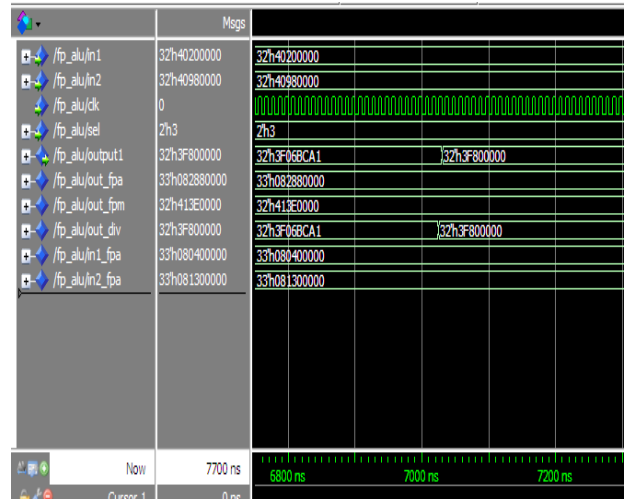 Msgs
/fp_alu/in1 32'h40200000 32'h40200000
/fp_alu/in2 32'h40980000 32'h40980000
/fp_alu/clk 0
/fp_alu/sel 2'h3 2'h3
/fp_alu/output1 32'h3F800000 32'h3F06BCA1 32'h3F800000
/fp_alu/out_fpa 33'h082880000 33'h082880000
/fp_alu/out_fpm 32'h413E0000 32'h413E0000
/fp_alu/out_div 32'h3F800000 32'h3F06BCA1 32'h3F800000
/fp_alu/in1_fpa 33'h080400000 33'h080400000
/fp_alu/in2_fpa 33'h081300000 33'h081300000
Now 7700 ns 6800 ns 7000 ns 7200 ns
Cursor 1 0 ns